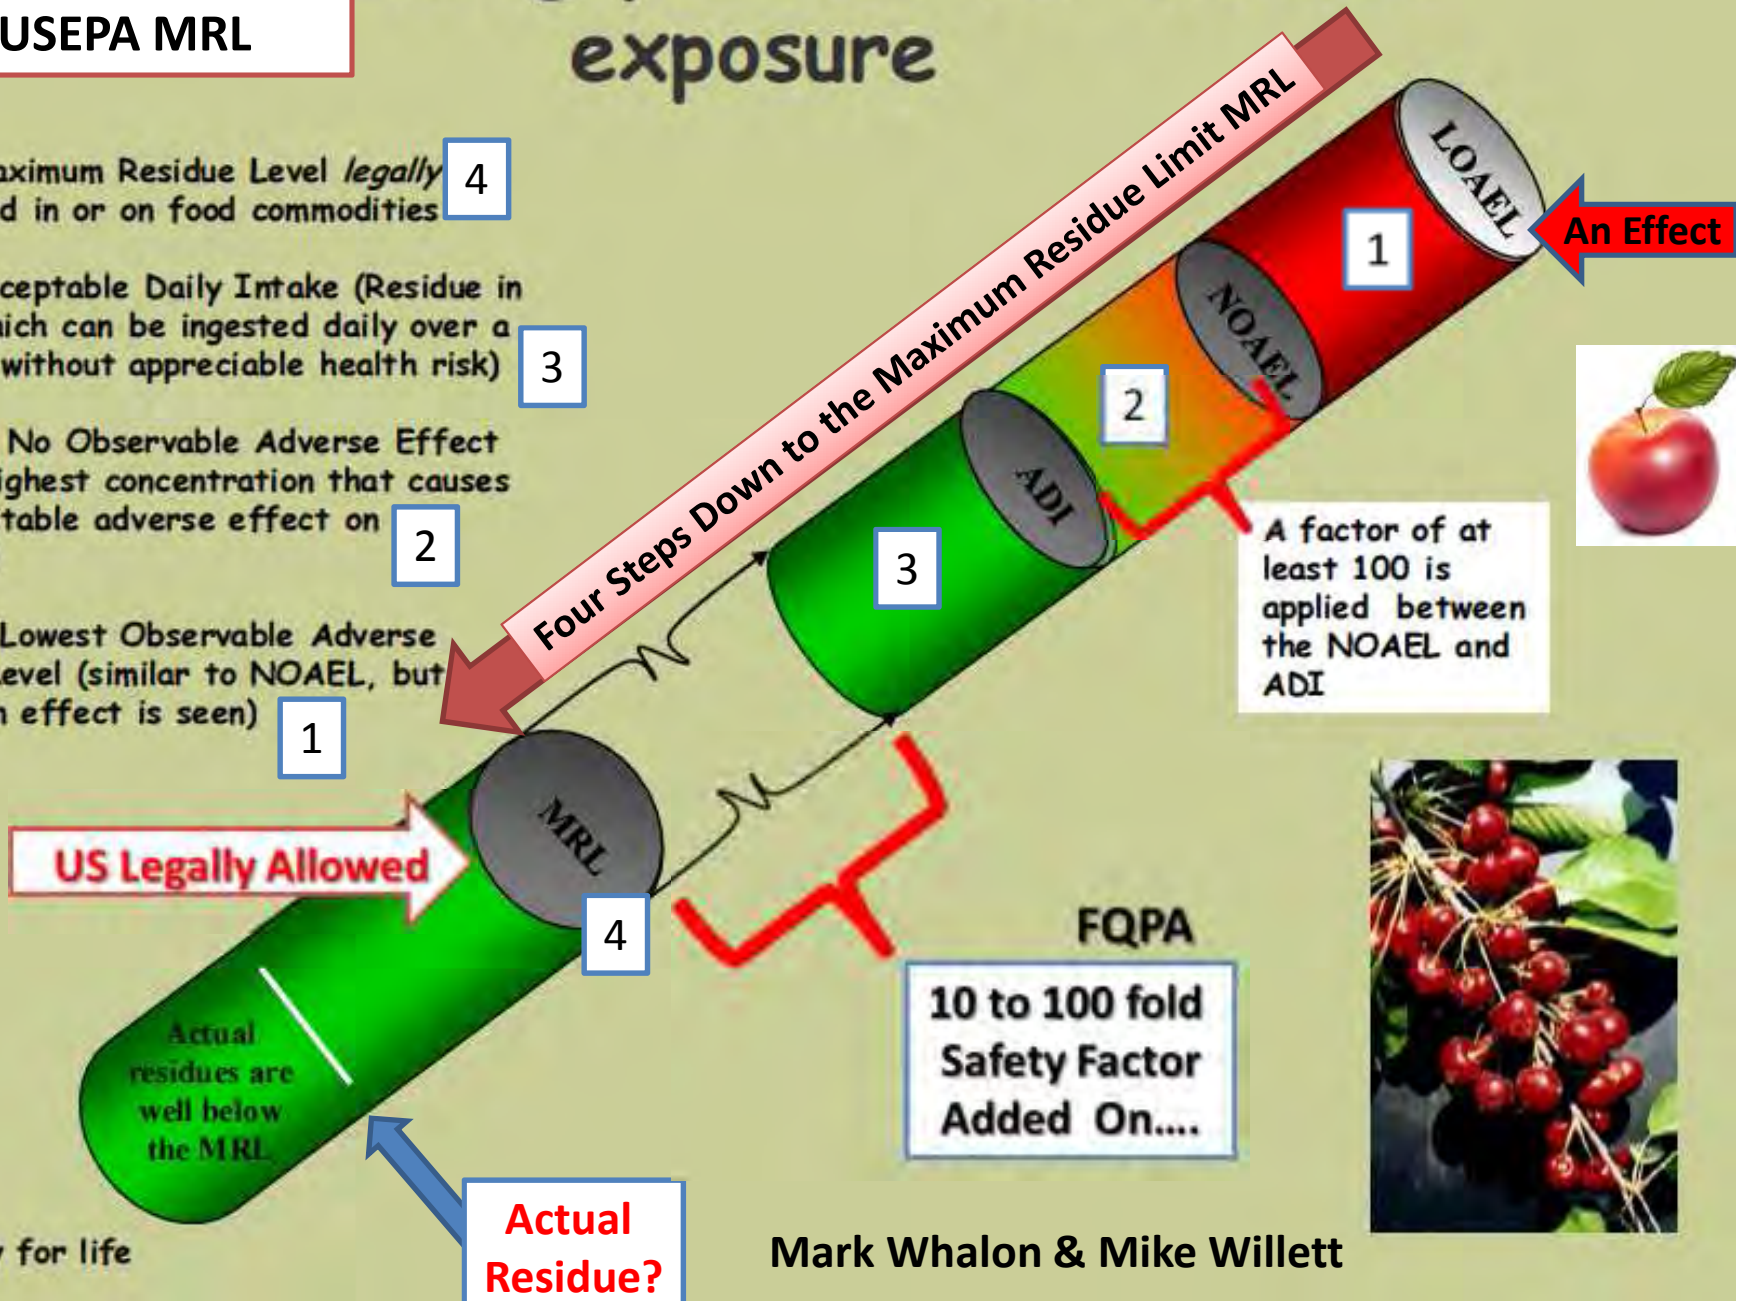 USEPA MRL
exposure
aximum Residue Level legally
d in or on food commodities
4
ceptable Daily Intake (Residue in
ich can be ingested daily over a
without appreciable health risk)
3
No Observable Adverse Effect
ighest concentration that causes
table adverse effect on
2
Lowest Observable Adverse
evel (similar to NOAEL, but
n effect is seen)
1
Four Steps Down to the Maximum Residue Limit MRL
LOAEL
An Effect
1
NOAEL
2
ADI
3
A factor of at
least 100 is
applied between
the NOAEL and
ADI
US Legally Allowed
MRL
4
FQPA
10 to 100 fold
Safety Factor
Added On....
Actual
residues are
well below
the MRL
Actual
Residue?
y for life
Mark Whalon & Mike Willett